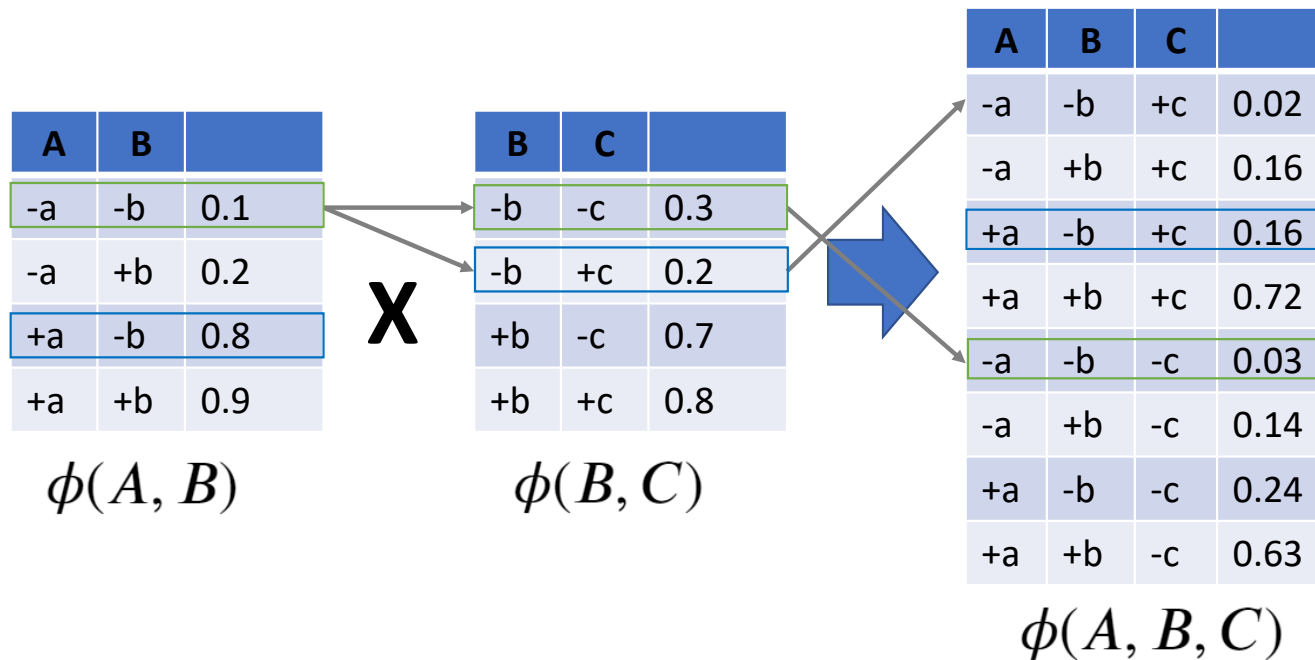 A B
-a -b 0.1
-a +b 0.2
+a -b 0.8
+a +b 0.9
ϕ(A, B)
X
B C
-b -c 0.3
-b +c 0.2
+b -c 0.7
+b +c 0.8
ϕ(B, C)
A B C
-a -b +c 0.02
-a +b +c 0.16
+a -b +c 0.16
+a +b +c 0.72
-a -b -c 0.03
-a +b -c 0.14
+a -b -c 0.24
+a +b -c 0.63
ϕ(A, B, C)